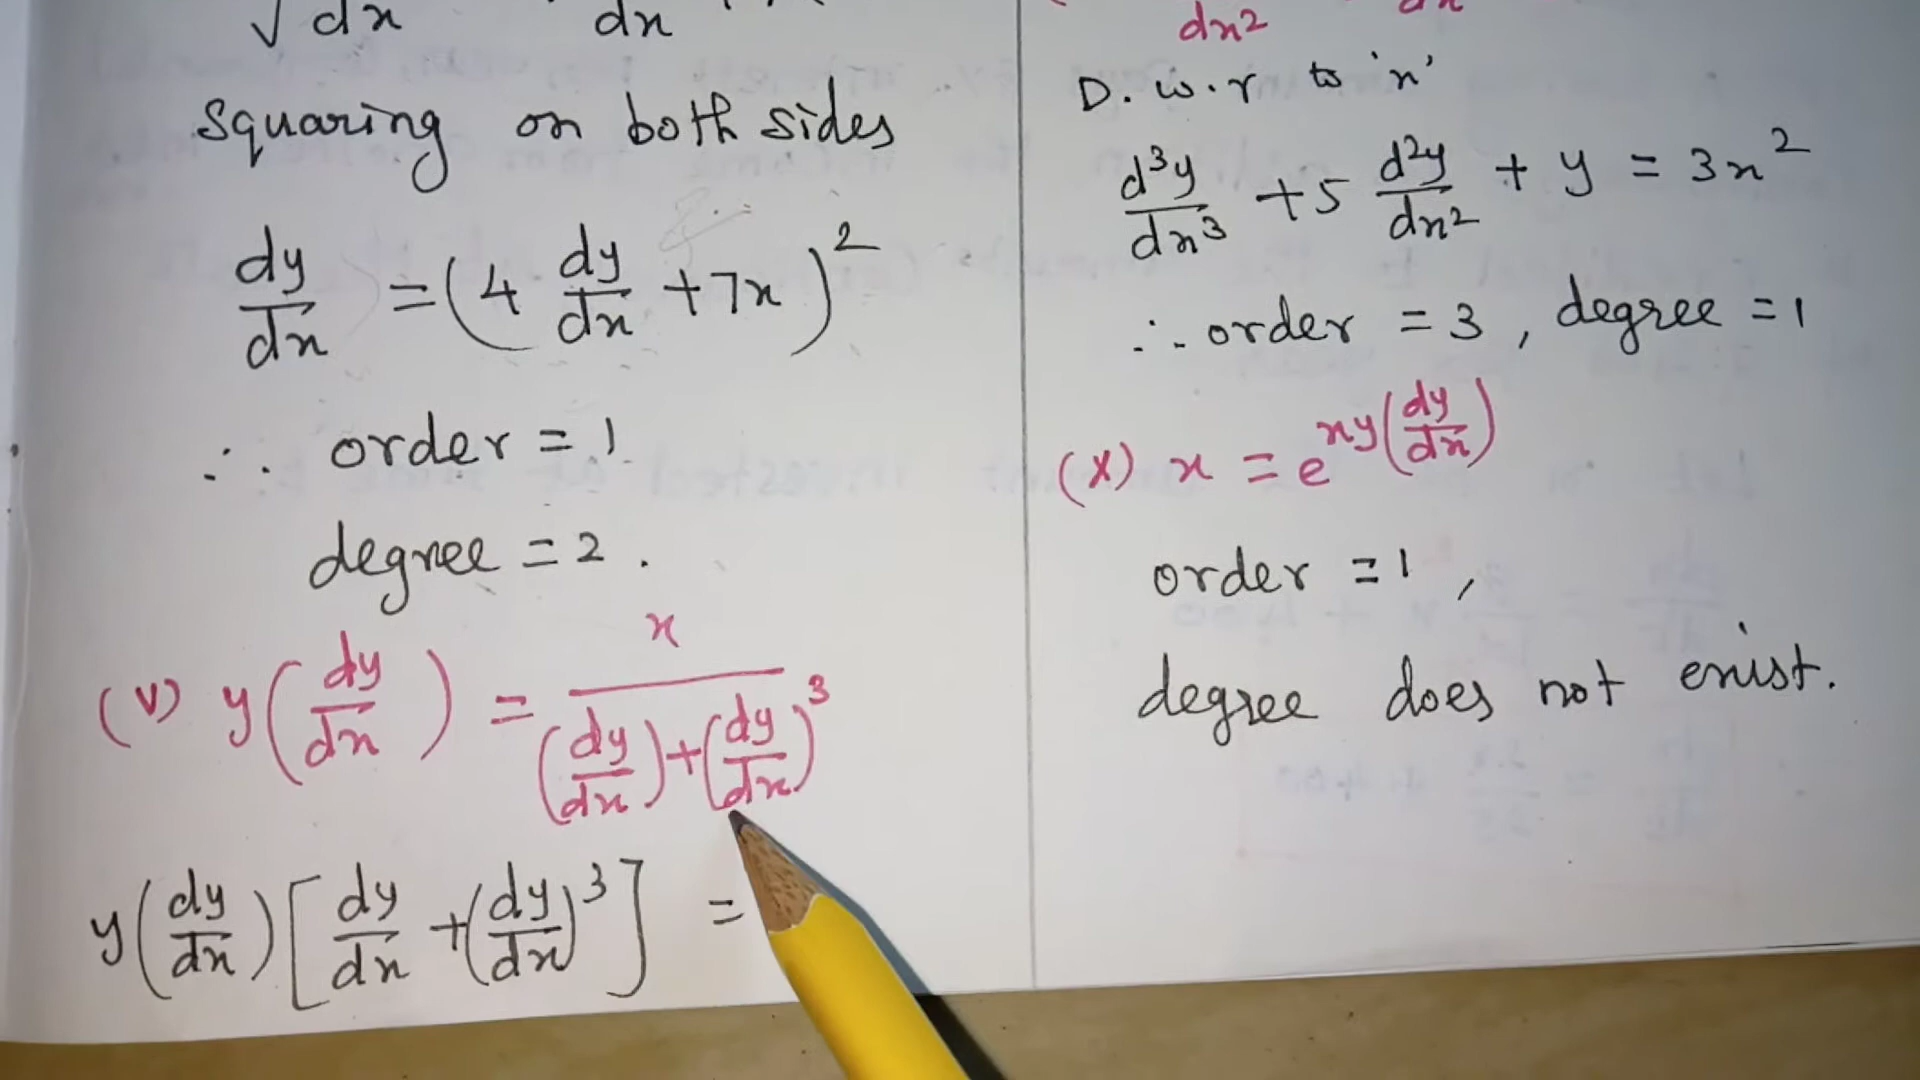 √dx dx
squaring on both sides
dy/dx = (4 dy/dx + 7x)²
∴ order = 1
degree = 2.
(v) y(dy/dx) = x/((dy/dx)+(dy/dx)³)
y(dy/dx)[dy/dx +(dy/dx)³] =
dx² dx
D. w.r to 'x'
d³y/dx³ + 5 d²y/dx² + y = 3x²
∴ order = 3, degree = 1
(x) x = e^xy(dy/dx)
order = 1,
degree does not exist.